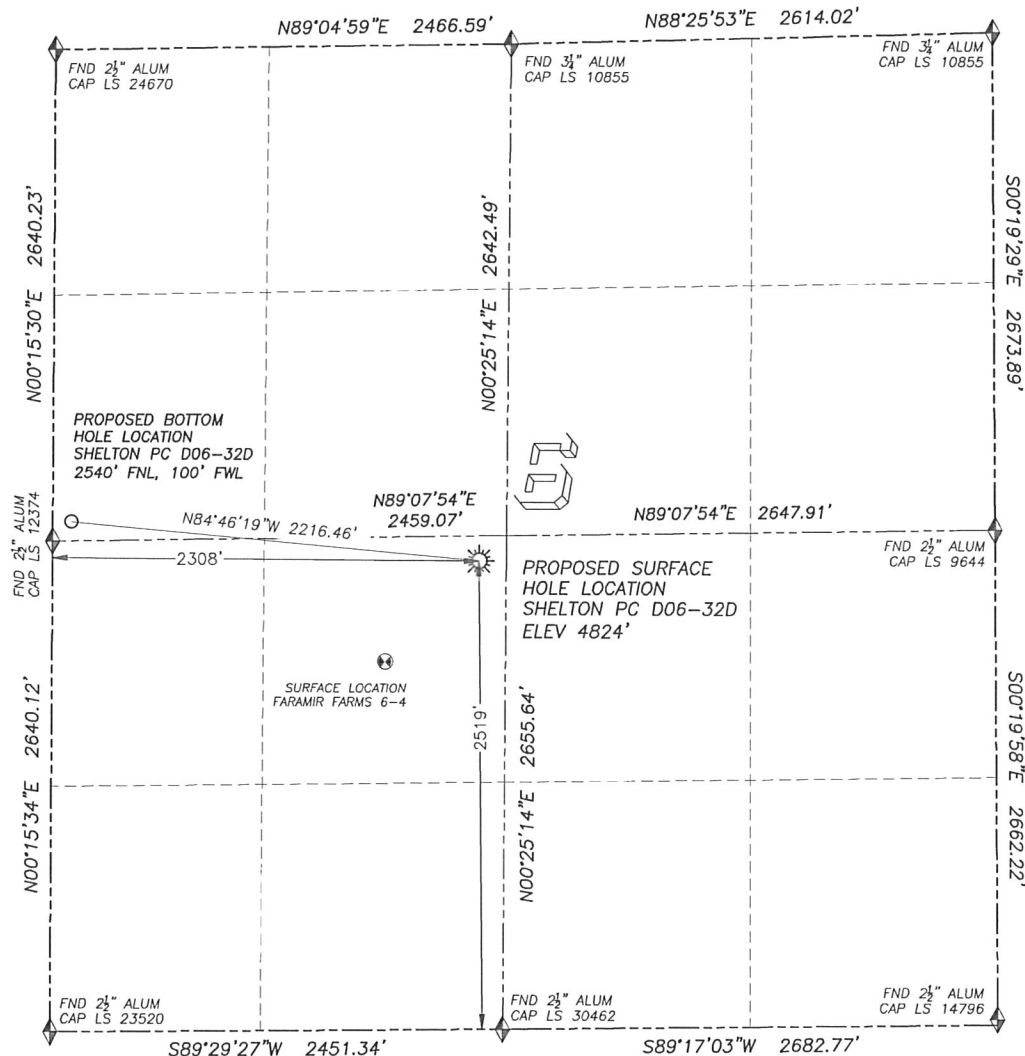 N89°04'59"E 2466.59'
N88°25'53"E 2614.02'
FND 2½" ALUM
CAP LS 24670
FND 3¼" ALUM
CAP LS 10855
FND 3¼" ALUM
CAP LS 10855
N00°15'30"E 2640.23'
N00°25'14"E 2642.49'
S00°19'29"E 2673.89'
PROPOSED BOTTOM
HOLE LOCATION
SHELTON PC D06-32D
2540' FNL, 100' FWL
FND 2½" ALUM
CAP LS 12374
N84°46'19"W 2216.46'
N89°07'54"E
2459.07'
N89°07'54"E 2647.91'
2308'
FND 2½" ALUM
CAP LS 9644
PROPOSED SURFACE
HOLE LOCATION
SHELTON PC D06-32D
ELEV 4824'
SURFACE LOCATION
FARAMIR FARMS 6-4
2519'
N00°15'34"E 2640.12'
N00°25'14"E 2655.64'
S00°19'58"E 2662.22'
FND 2½" ALUM
CAP LS 23520
FND 2½" ALUM
CAP LS 30462
FND 2½" ALUM
CAP LS 14796
S89°29'27"W 2451.34'
S89°17'03"W 2682.77'